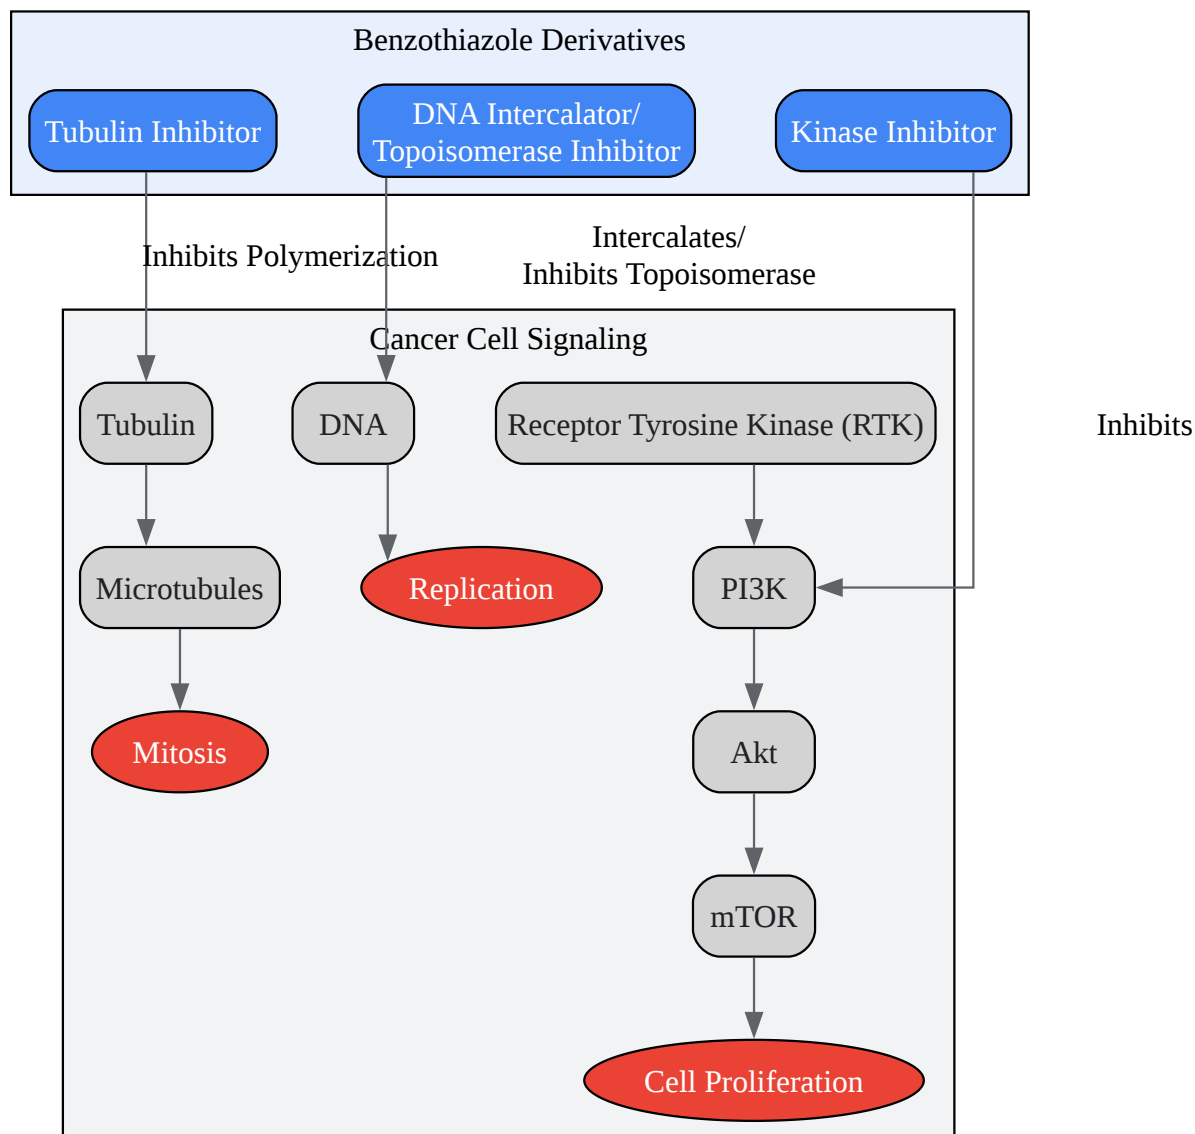 Benzothiazole Derivatives
Tubulin Inhibitor
DNA Intercalator/
Topoisomerase Inhibitor
Kinase Inhibitor
Inhibits Polymerization
Intercalates/
Inhibits Topoisomerase
Cancer Cell Signaling
Tubulin
DNA
Receptor Tyrosine Kinase (RTK)
Inhibits
Microtubules
Replication
PI3K
Mitosis
Akt
mTOR
Cell Proliferation